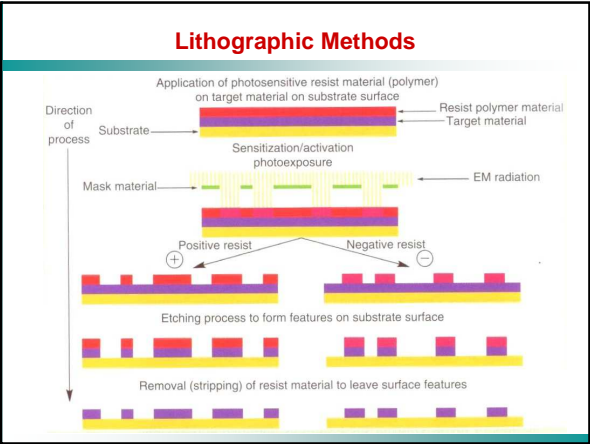 Lithographic Methods
Application of photosensitive resist material (polymer)
on target material on substrate surface
Direction
of
process
Resist polymer material
Target material
Substrate
Sensitization/activation
photoexposure
Mask material
EM radiation
Positive resist
Negative resist
+
−
Etching process to form features on substrate surface
Removal (stripping) of resist material to leave surface features